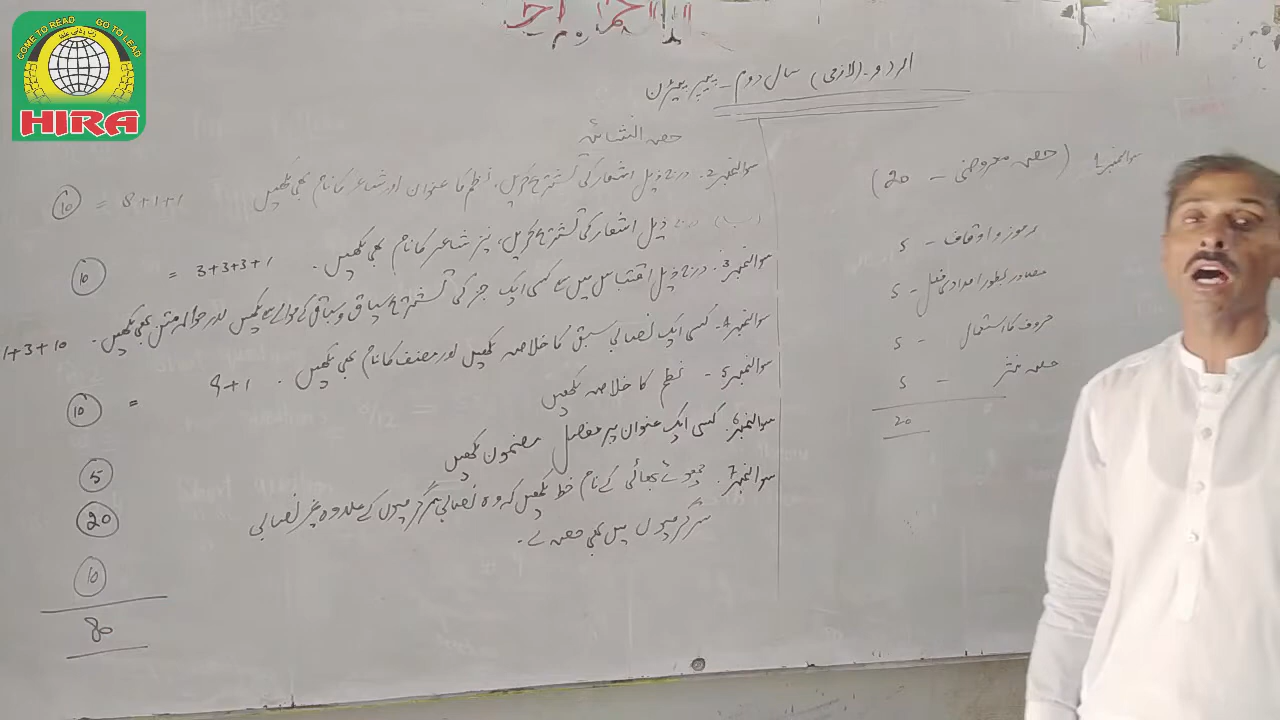 COME TO READ GO TO LEAD
HIRA
اردو (لازمی) سال دوم - پیپر پیٹرن
سوال نمبر 1 (حصہ معروضی - 20)
رموز و اوقاف - 5
مصادر بطور امدادی فعل - 5
حروف کا استعمال - 5
حصہ نثر - 5
20
حصہ انشائیہ
سوال نمبر 2. درج ذیل اشعار کی تشریح کریں، نظم کا عنوان اور شاعر کا نام بھی لکھیں 8+1+1 = 10
(ب) درج ذیل اشعار کی تشریح کریں، نیز شاعر کا نام بھی لکھیں۔ 3+3+3+1 = 10
سوال نمبر 3. درج ذیل اقتباس میں سے کسی ایک جز کی تشریح سیاق و سباق کے حوالے سے لکھیں اور حوالہ متن بھی لکھیں۔ 1+3+10
سوال نمبر 4. کسی ایک نصابی سبق کا خلاصہ لکھیں اور مصنف کا نام بھی لکھیں۔ 9+1 = 10
سوال نمبر 5 - نظم کا خلاصہ لکھیں 5
سوال نمبر 6. کسی ایک عنوان پر مفصل مضمون لکھیں 20
سوال نمبر 7. چھوٹے بھائی کے نام خط لکھیں کہ وہ نصابی سرگرمیوں کے علاوہ غیر نصابی
سرگرمیوں میں بھی حصہ لے۔ 10
80